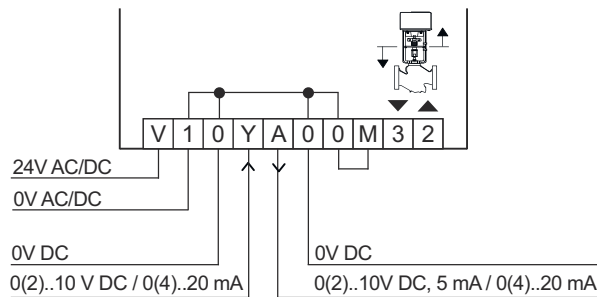 V 1 0 Y A 0 0 M 3 2
24V AC/DC
0V AC/DC
0V DC
0V DC
0(2)..10 V DC / 0(4)..20 mA
0(2)..10V DC, 5 mA / 0(4)..20 mA